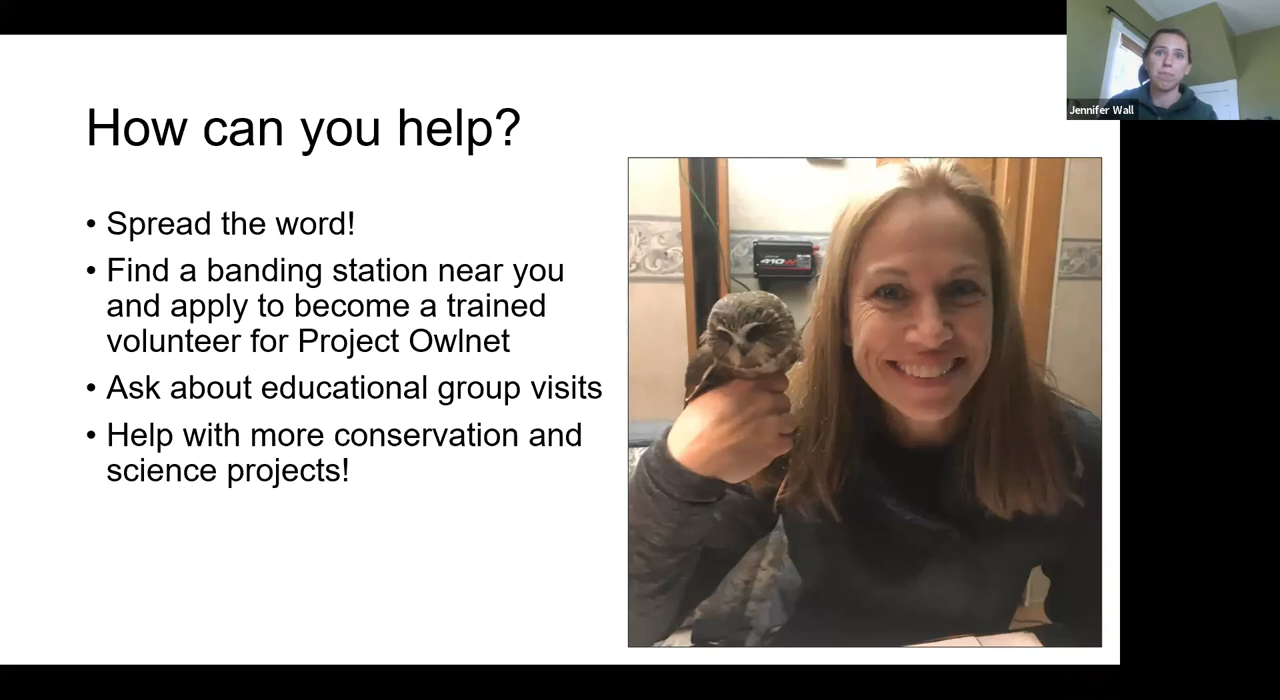 Jennifer Wall
How can you help?
• Spread the word!
• Find a banding station near you
and apply to become a trained
volunteer for Project Owlnet
• Ask about educational group visits
• Help with more conservation and
science projects!
410W